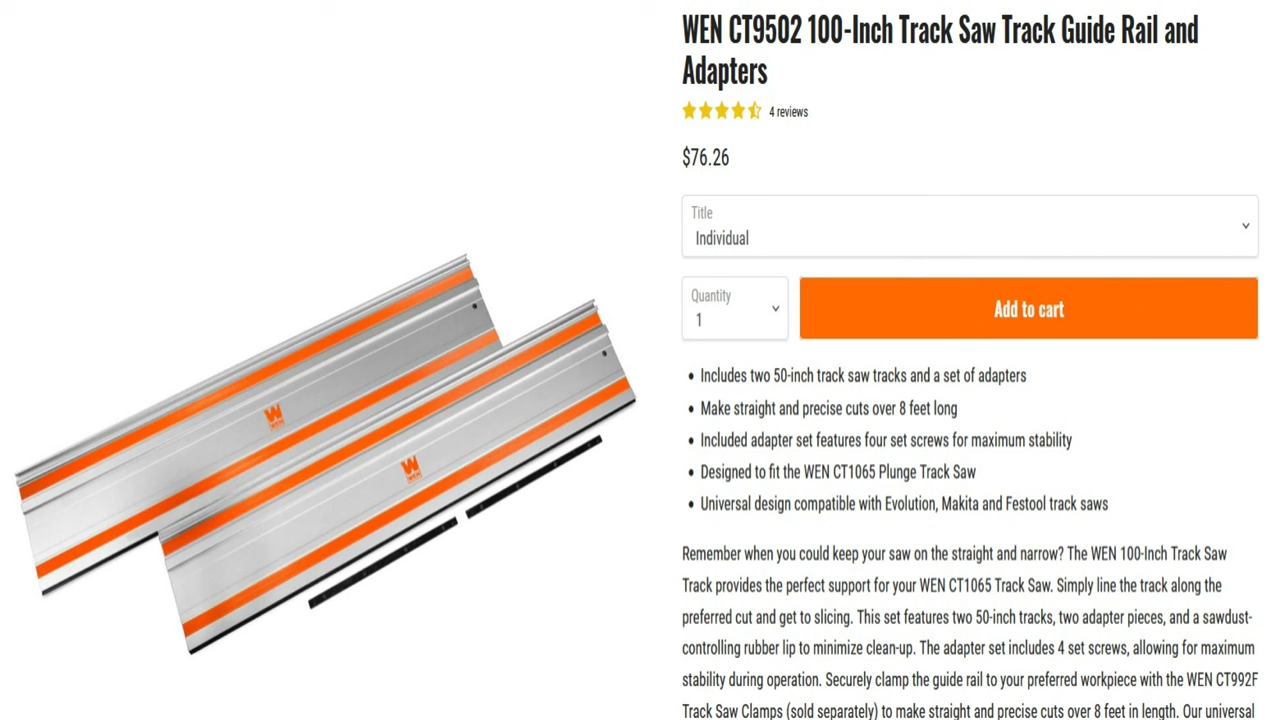 WEN CT9502 100-Inch Track Saw Track Guide Rail and
Adapters
4 reviews
$76.26
Title
Individual
Quantity
1
Add to cart
Includes two 50-inch track saw tracks and a set of adapters
Make straight and precise cuts over 8 feet long
Included adapter set features four set screws for maximum stability
Designed to fit the WEN CT1065 Plunge Track Saw
Universal design compatible with Evolution, Makita and Festool track saws
Remember when you could keep your saw on the straight and narrow? The WEN 100-Inch Track Saw
Track provides the perfect support for your WEN CT1065 Track Saw. Simply line the track along the
preferred cut and get to slicing. This set features two 50-inch tracks, two adapter pieces, and a sawdust-
controlling rubber lip to minimize clean-up. The adapter set includes 4 set screws, allowing for maximum
stability during operation. Securely clamp the guide rail to your preferred workpiece with the WEN CT992F
Track Saw Clamps (sold separately) to make straight and precise cuts over 8 feet in length. Our universal
W
WEN
W
WEN